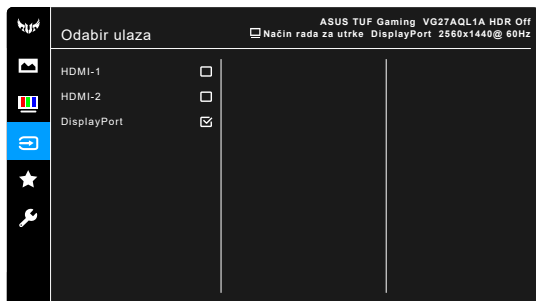 ASUS TUF Gaming VG27AQL1A HDR Off
Odabir ulaza
Način rada za utrke DisplayPort 2560x1440@ 60Hz
HDMI-1
HDMI-2
DisplayPort